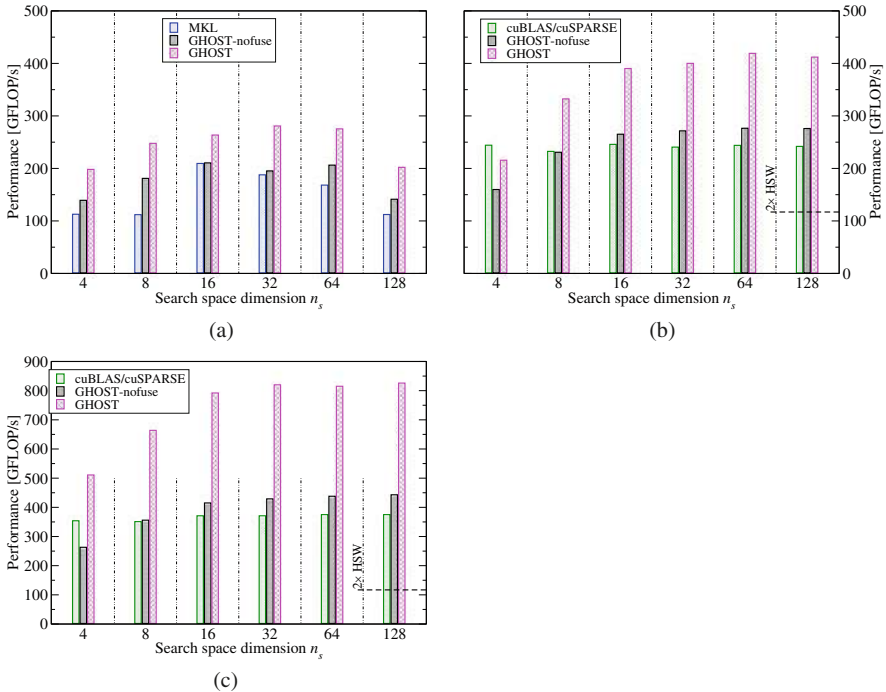 500
400
300
200
100
0
Performance [GFLOP/s]
MKL
GHOST-nofuse
GHOST
4 8 16 32 64 128
Search space dimension n_s
(a)
cuBLAS/cuSPARSE
GHOST-nofuse
GHOST
2× HSW
500
400
300
200
100
0
Performance [GFLOP/s]
4 8 16 32 64 128
Search space dimension n_s
(b)
900
800
700
600
500
400
300
200
100
0
Performance [GFLOP/s]
cuBLAS/cuSPARSE
GHOST-nofuse
GHOST
2× HSW
4 8 16 32 64 128
Search space dimension n_s
(c)